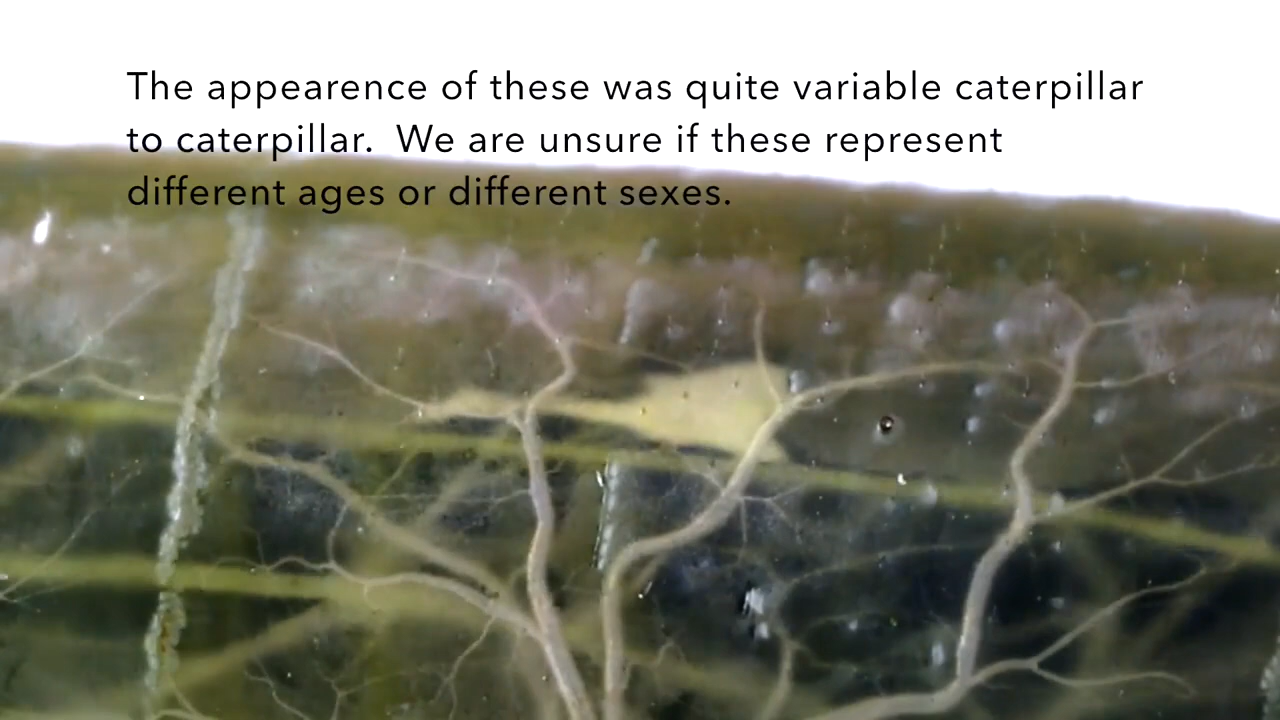 The appearence of these was quite variable caterpillar
to caterpillar.  We are unsure if these represent
different ages or different sexes.